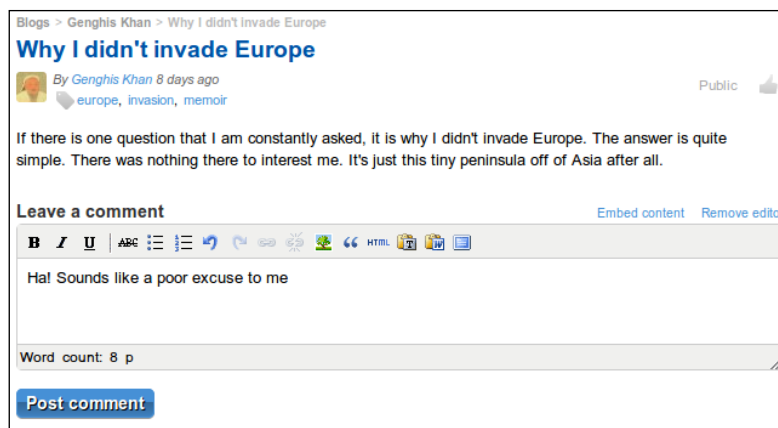 Blogs > Genghis Khan > Why I didn't invade Europe
Why I didn't invade Europe
By Genghis Khan 8 days ago
Public
europe, invasion, memoir
If there is one question that I am constantly asked, it is why I didn't invade Europe. The answer is quite
simple. There was nothing there to interest me. It's just this tiny peninsula off of Asia after all.
Leave a comment
Embed content Remove edito
B I U ABC HTML
Ha! Sounds like a poor excuse to me
Word count: 8 p
Post comment